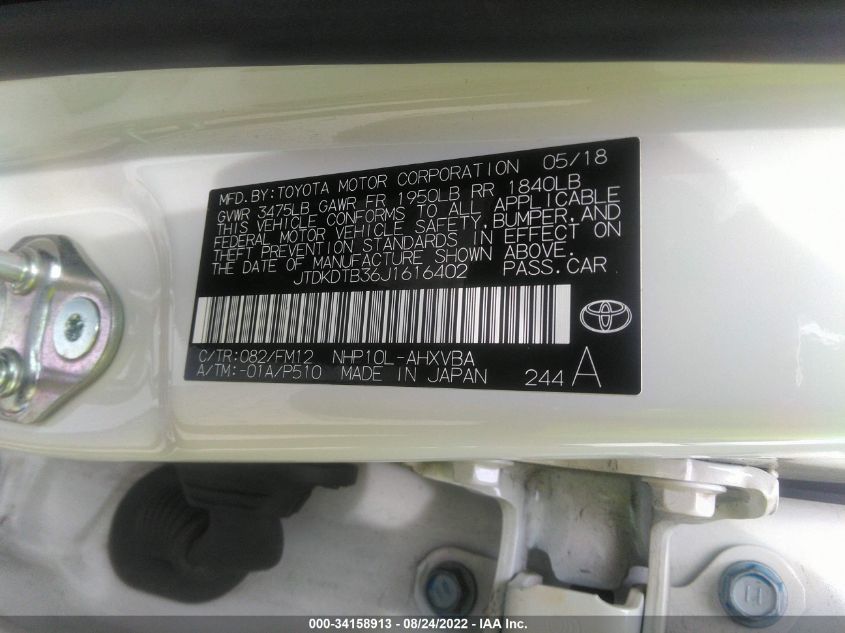 MFD.BY:TOYOTA MOTOR CORPORATION 05/18
GVWR 3475LB GAWR FR 1950LB RR 1840LB
THIS VEHICLE CONFORMS TO ALL APPLICABLE
FEDERAL MOTOR VEHICLE SAFETY,BUMPER,AND
THEFT PREVENTION STANDARDS IN EFFECT ON
THE DATE OF MANUFACTURE SHOWN ABOVE.
JTDKDTB36J1616402 PASS.CAR
C/TR:082/FM12 NHP10L-AHXVBA
A/TM:-01A/P510 MADE IN JAPAN 244 A
000-34158913 - 08/24/2022 - IAA Inc.